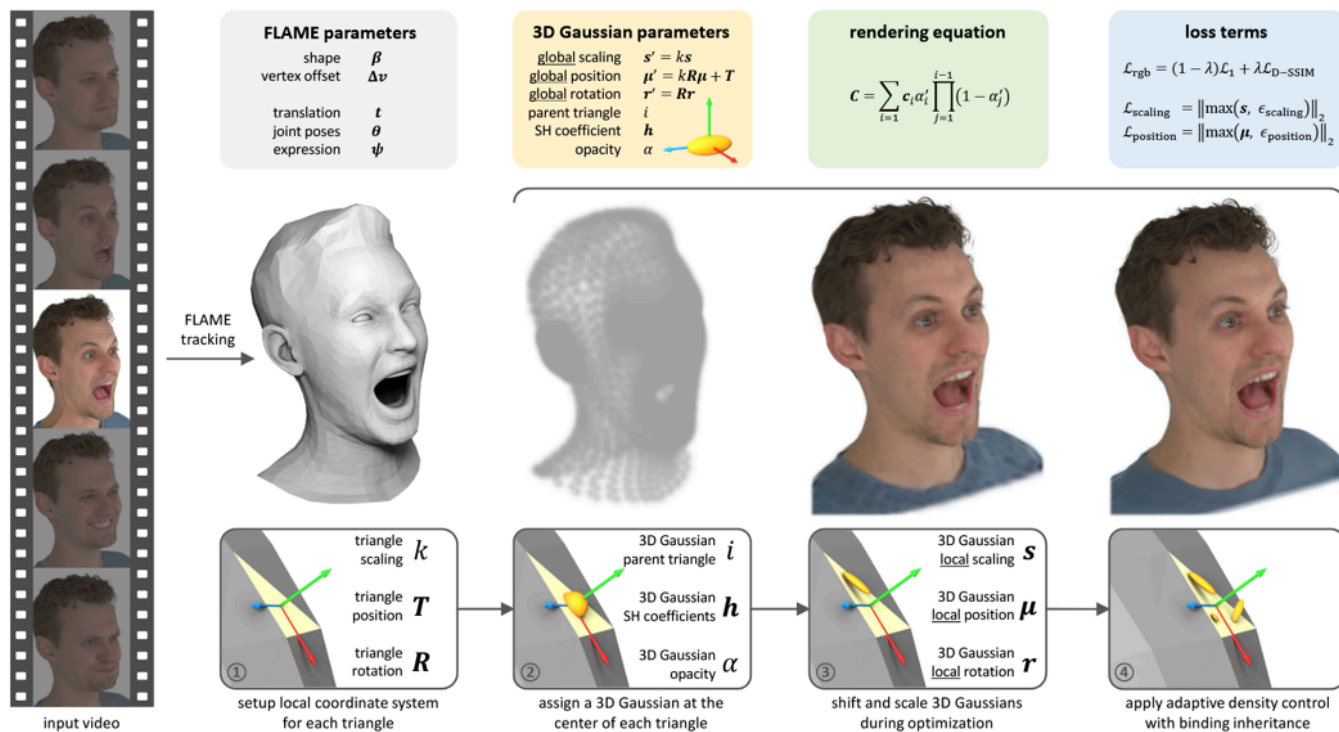 FLAME parameters
shape β
vertex offset Δv
translation t
joint poses θ
expression ψ
3D Gaussian parameters
global scaling s′ = ks
global position μ′ = kRμ + T
global rotation r′ = Rr
parent triangle i
SH coefficient h
opacity α
rendering equation
C = ∑ i=1 c_i α′_i ∏ j=1 i−1 (1 − α′_j)
loss terms
ℒ_rgb = (1 − λ)ℒ_1 + λℒ_D−SSIM
ℒ_scaling = ‖max(s, ϵ_scaling)‖_2
ℒ_position = ‖max(μ, ϵ_position)‖_2
FLAME
tracking
input video
triangle
scaling k
triangle
position T
triangle
rotation R
①
setup local coordinate system
for each triangle
3D Gaussian
parent triangle i
3D Gaussian
SH coefficients h
3D Gaussian
opacity α
②
assign a 3D Gaussian at the
center of each triangle
3D Gaussian
local scaling s
3D Gaussian
local position μ
3D Gaussian
local rotation r
③
shift and scale 3D Gaussians
during optimization
④
apply adaptive density control
with binding inheritance